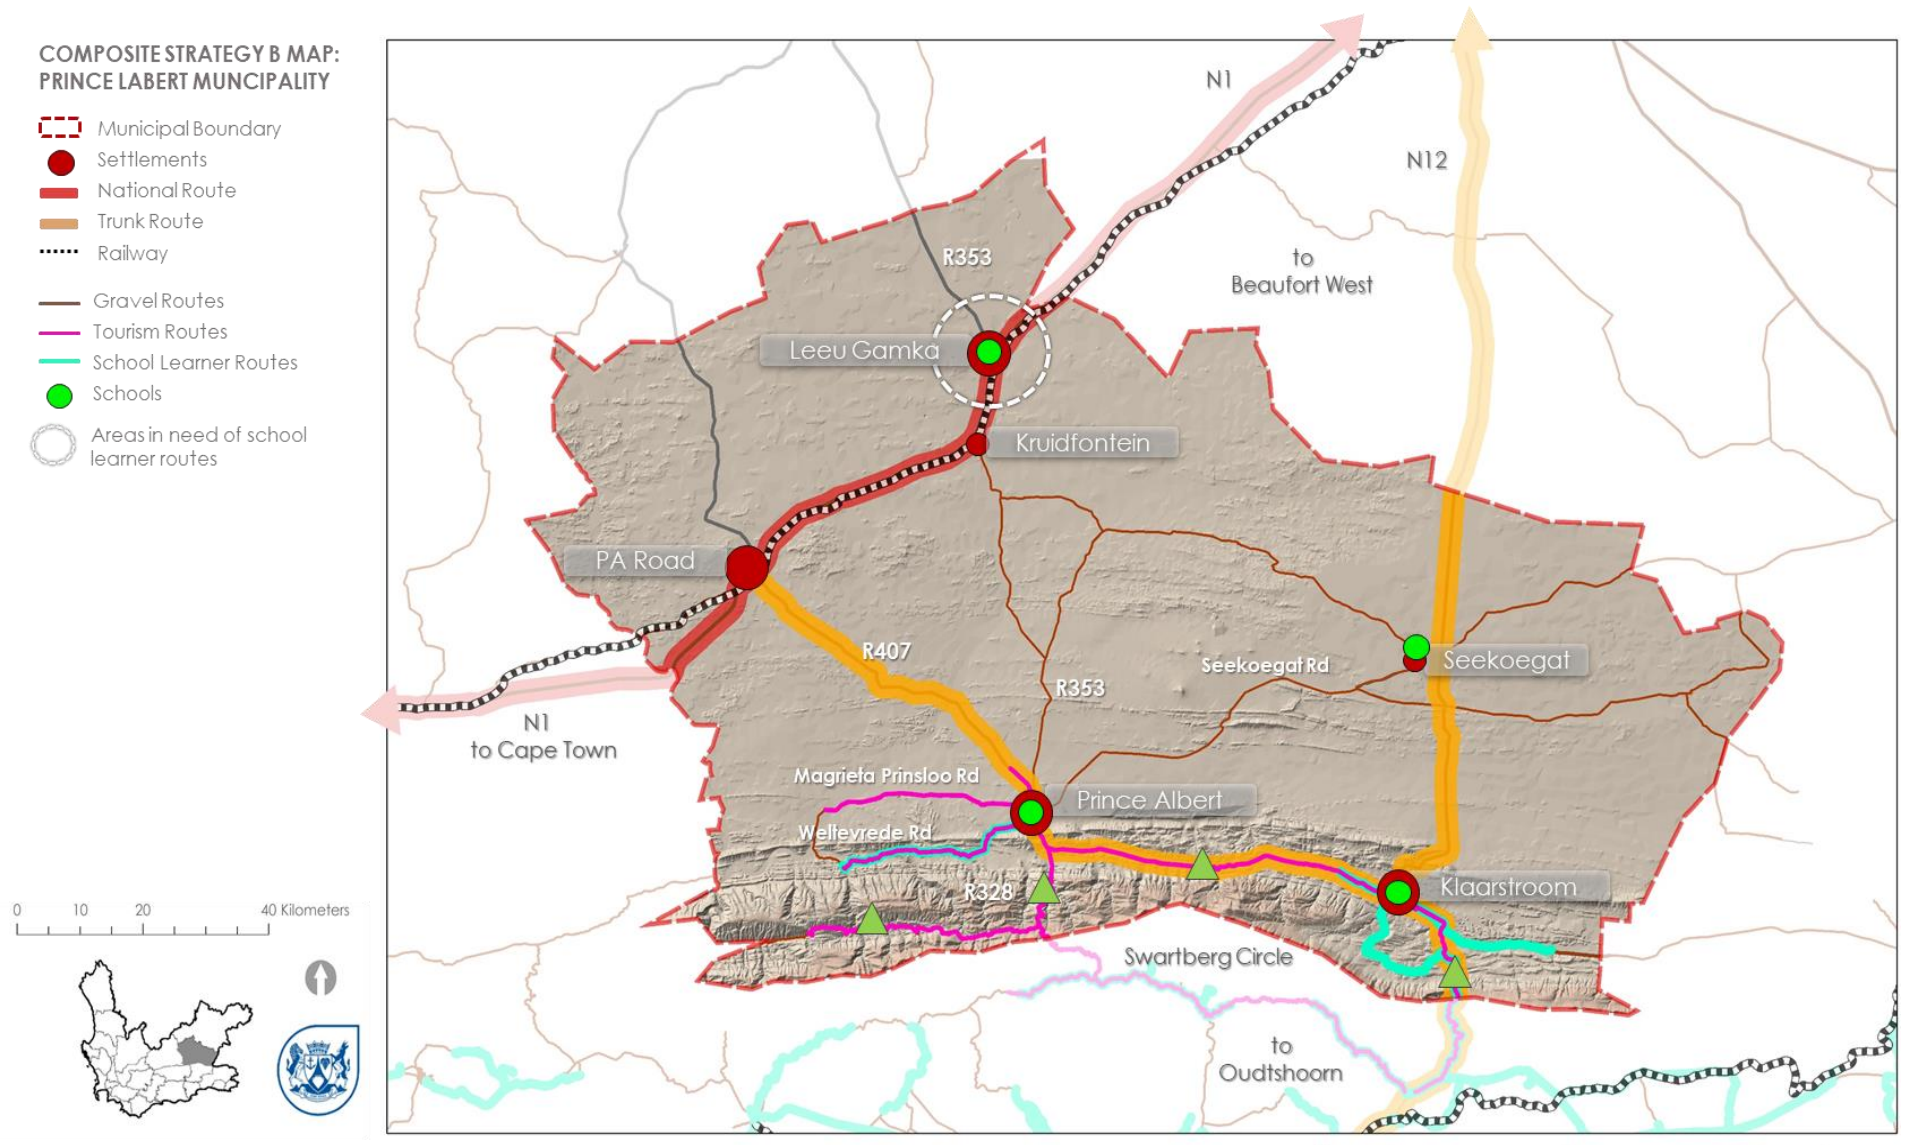 COMPOSITE STRATEGY B MAP:
PRINCE LABERT MUNCIPALITY
Municipal Boundary
Settlements
National Route
Trunk Route
Railway
Gravel Routes
Tourism Routes
School Learner Routes
Schools
Areas in need of school
learner routes
0 10 20 40 Kilometers
N1
N12
to
Beaufort West
R353
Leeu Gamka
Kruidfontein
PA Road
R407
Seekoegat Rd
Seekoegat
R353
N1
to Cape Town
Magrieta Prinsloo Rd
Prince Albert
Weltevrede Rd
R328
Klaarstroom
Swartberg Circle
to
Oudtshoorn